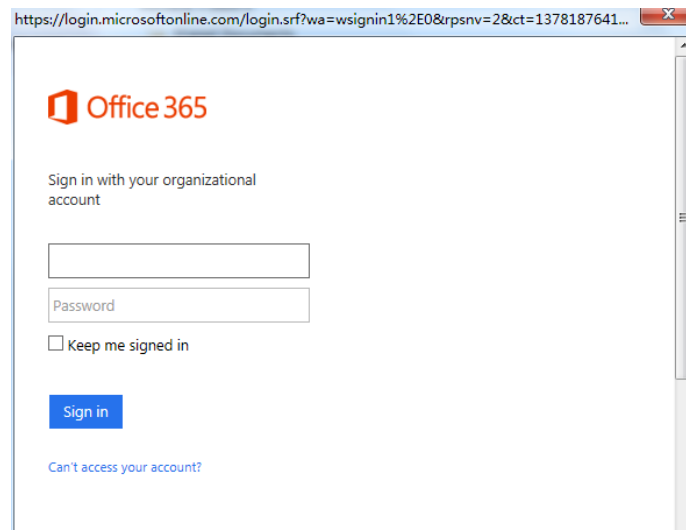 https://login.microsoftonline.com/login.srf?wa=wsignin1%2E0&rpsnv=2&ct=1378187641...
Office 365
Sign in with your organizational
account
Password
Keep me signed in
Sign in
Can't access your account?